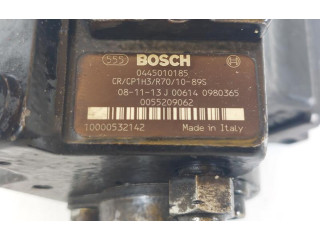 555 BOSCH
0445010185
CR/CP1H3/R70/10-89S
08-11-13 J 00614 0980365
0055209062
10000532142 Made in Italy